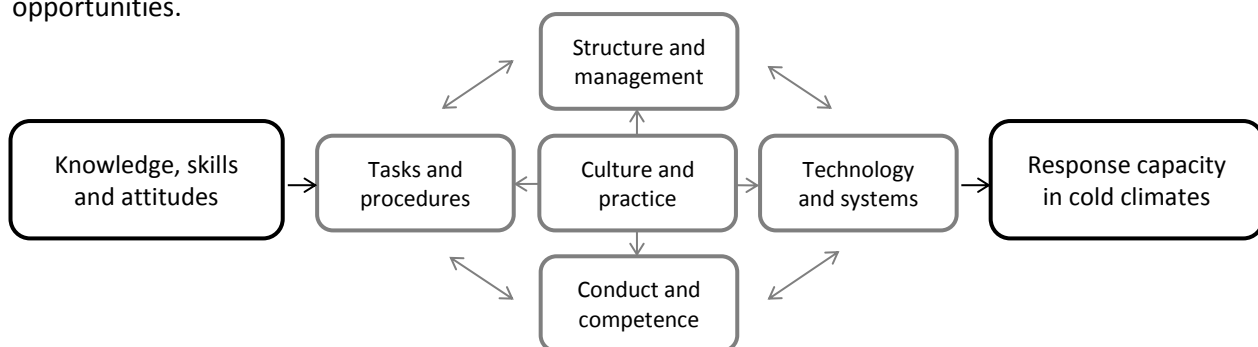 opportunities.
Structure and
management
Knowledge, skills
and attitudes
Tasks and
procedures
Culture and
practice
Technology
and systems
Response capacity
in cold climates
Conduct and
competence